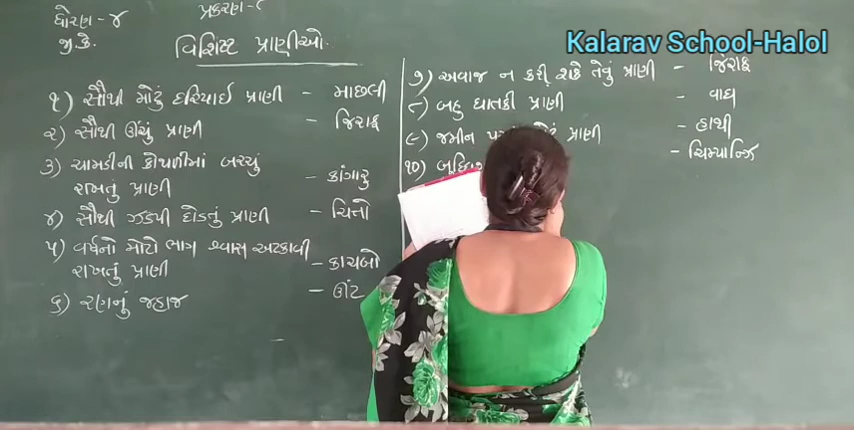 ધોરણ - ૪
પ્રકરણ - ૮
જી.કે.
વિશિષ્ટ પ્રાણીઓ.
Kalarav School-Halol
૧) સૌથી મોટું દરિયાઈ પ્રાણી - માછલી
૨) સૌથી ઊંચું પ્રાણી - જિરાફ
૩) ચામડીની કોથળીમાં બચ્ચું
રાખતું પ્રાણી - કાંગારુ
૪) સૌથી ઝડપી દોડતું પ્રાણી - ચિત્તો
૫) વર્ષનો મોટો ભાગ શ્વાસ અટકાવી
રાખતું પ્રાણી - કાચબો
૬) રણનું જહાજ - ઊંટ
૭) અવાજ ન કરી શકે તેવું પ્રાણી - જિરાફ
૮) બહુ ઘાતકી પ્રાણી - વાઘ
૯) જમીન પ્રાણી - હાથી
૧૦) - ચિમ્પાન્ઝિ